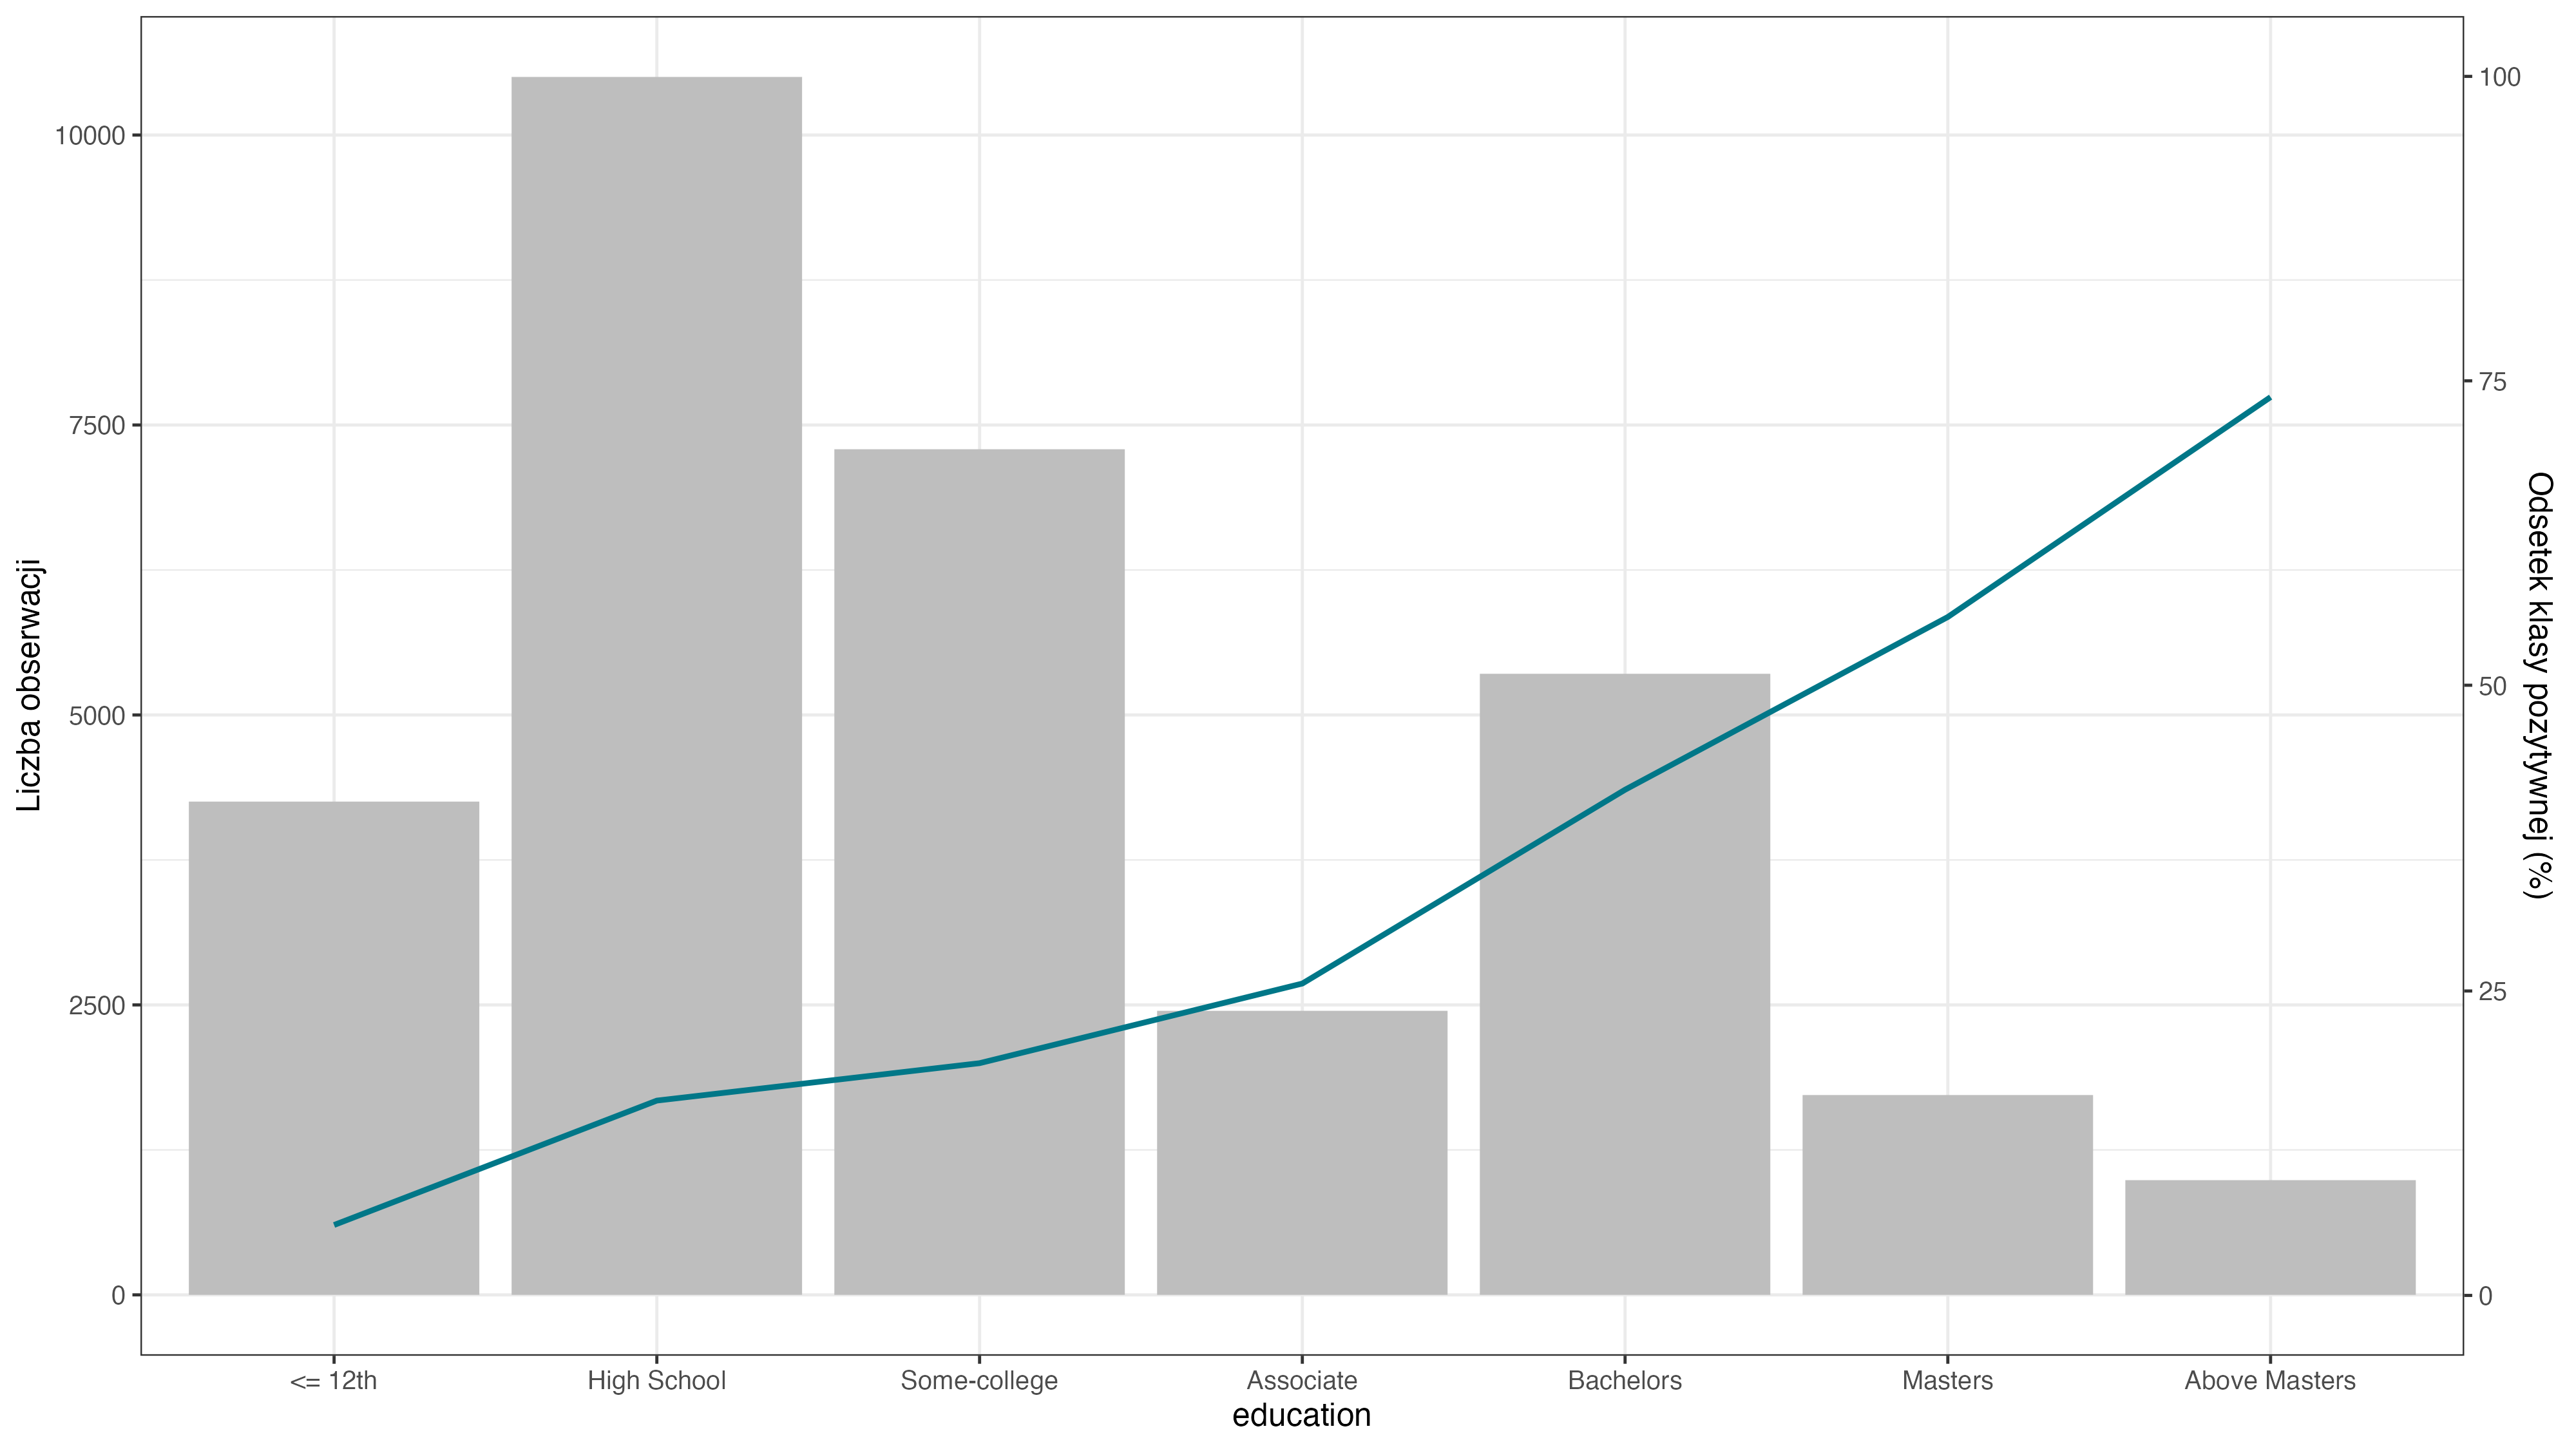 Liczba obserwacji
10000
7500
5000
2500
0
100
75
50
25
0
Odsetek klasy pozytywnej (%)
<= 12th
High School
Some-college
Associate
Bachelors
Masters
Above Masters
education